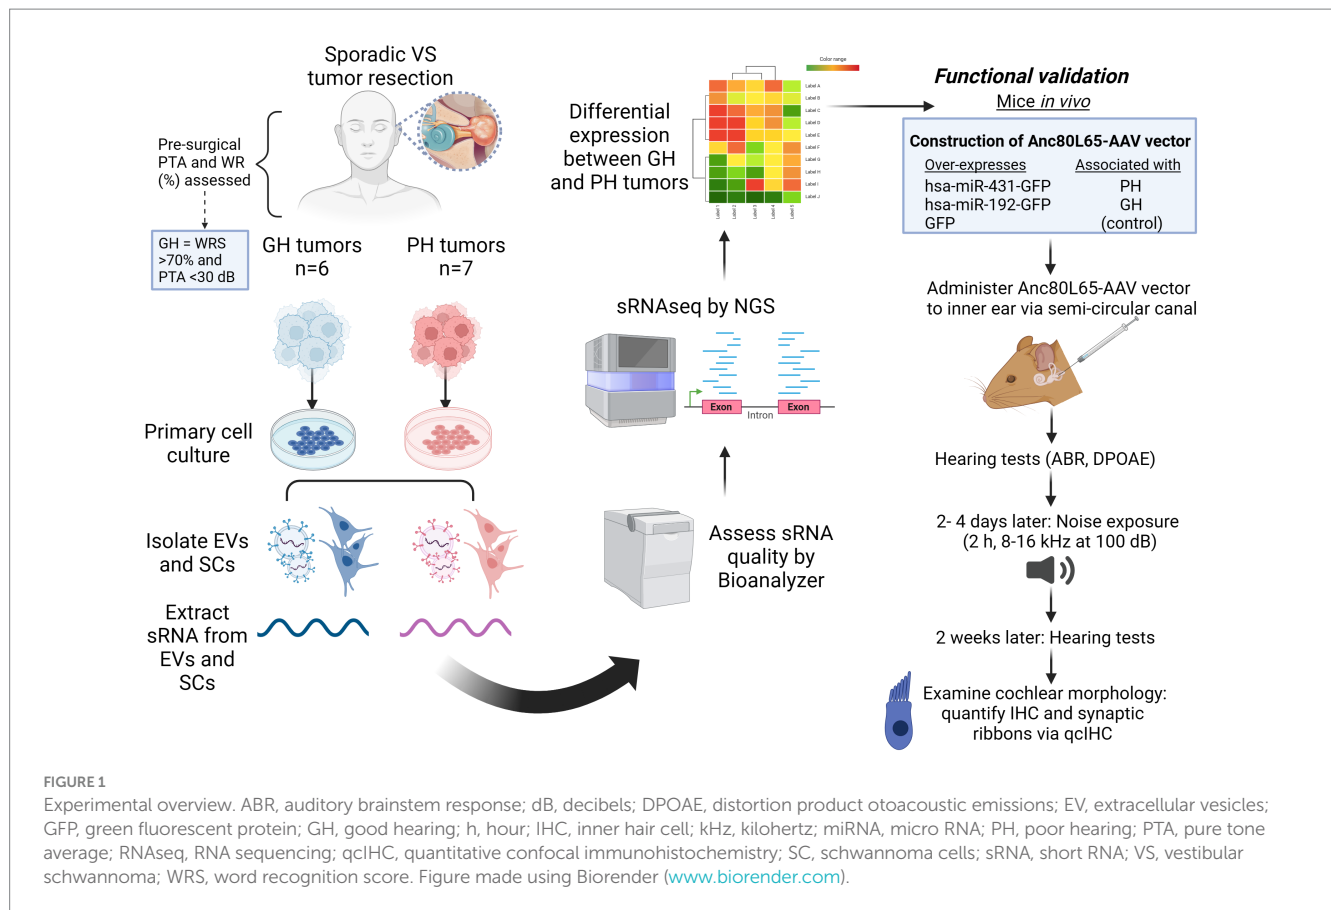 Sporadic VS
tumor resection
Pre-surgical
PTA and WR
(%) assessed
GH = WRS
>70% and
PTA <30 dB
GH tumors
n=6
PH tumors
n=7
Primary cell
culture
Isolate EVs
and SCs
Extract
sRNA from
EVs and
SCs
Assess sRNA
quality by
Bioanalyzer
sRNAseq by NGS
Exon
Intron
Exon
Differential
expression
between GH
and PH tumors
Color range
Label A
Label B
Label C
Label D
Label E
Label F
Label G
Label H
Label I
Label J
Label 1
Label 2
Label 3
Label 4
Label 5
Functional validation
Mice in vivo
Construction of Anc80L65-AAV vector
Over-expresses Associated with
hsa-miR-431-GFP PH
hsa-miR-192-GFP GH
GFP (control)
Administer Anc80L65-AAV vector
to inner ear via semi-circular canal
Hearing tests (ABR, DPOAE)
2- 4 days later: Noise exposure
(2 h, 8-16 kHz at 100 dB)
2 weeks later: Hearing tests
Examine cochlear morphology:
quantify IHC and synaptic
ribbons via qcIHC
FIGURE 1
Experimental overview. ABR, auditory brainstem response; dB, decibels; DPOAE, distortion product otoacoustic emissions; EV, extracellular vesicles;
GFP, green fluorescent protein; GH, good hearing; h, hour; IHC, inner hair cell; kHz, kilohertz; miRNA, micro RNA; PH, poor hearing; PTA, pure tone
average; RNAseq, RNA sequencing; qcIHC, quantitative confocal immunohistochemistry; SC, schwannoma cells; sRNA, short RNA; VS, vestibular
schwannoma; WRS, word recognition score. Figure made using Biorender (www.biorender.com).